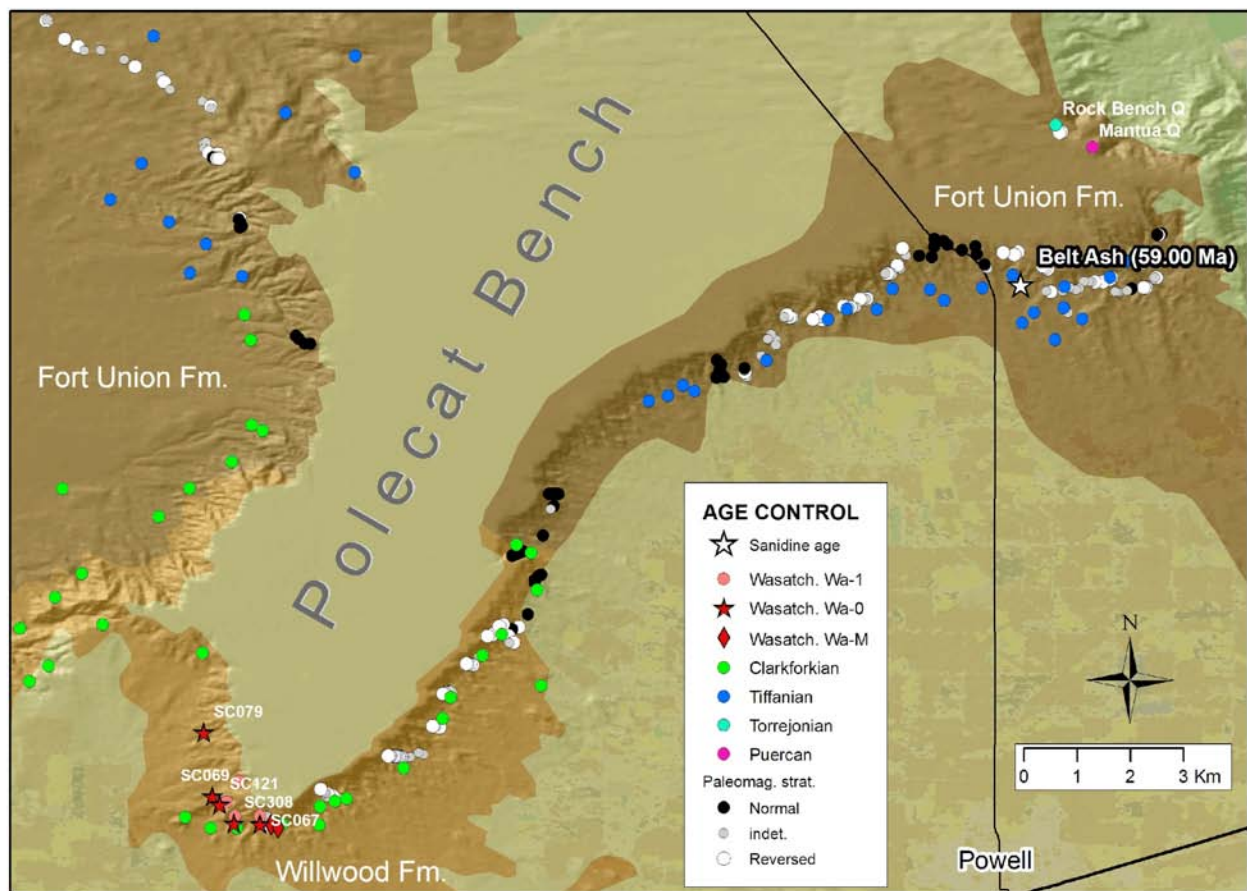 Rock Bench Q
Mantua Q
Fort Union Fm.
Belt Ash (59.00 Ma)
Polecat Bench
Fort Union Fm.
AGE CONTROL
Sanidine age
Wasatch. Wa-1
Wasatch. Wa-0
Wasatch. Wa-M
Clarkforkian
Tiffanian
Torrejonian
Puercan
Paleomag. strat.
Normal
indet.
Reversed
N
0 1 2 3 Km
SC079
SC069
SC121
SC308
SC067
Willwood Fm.
Powell